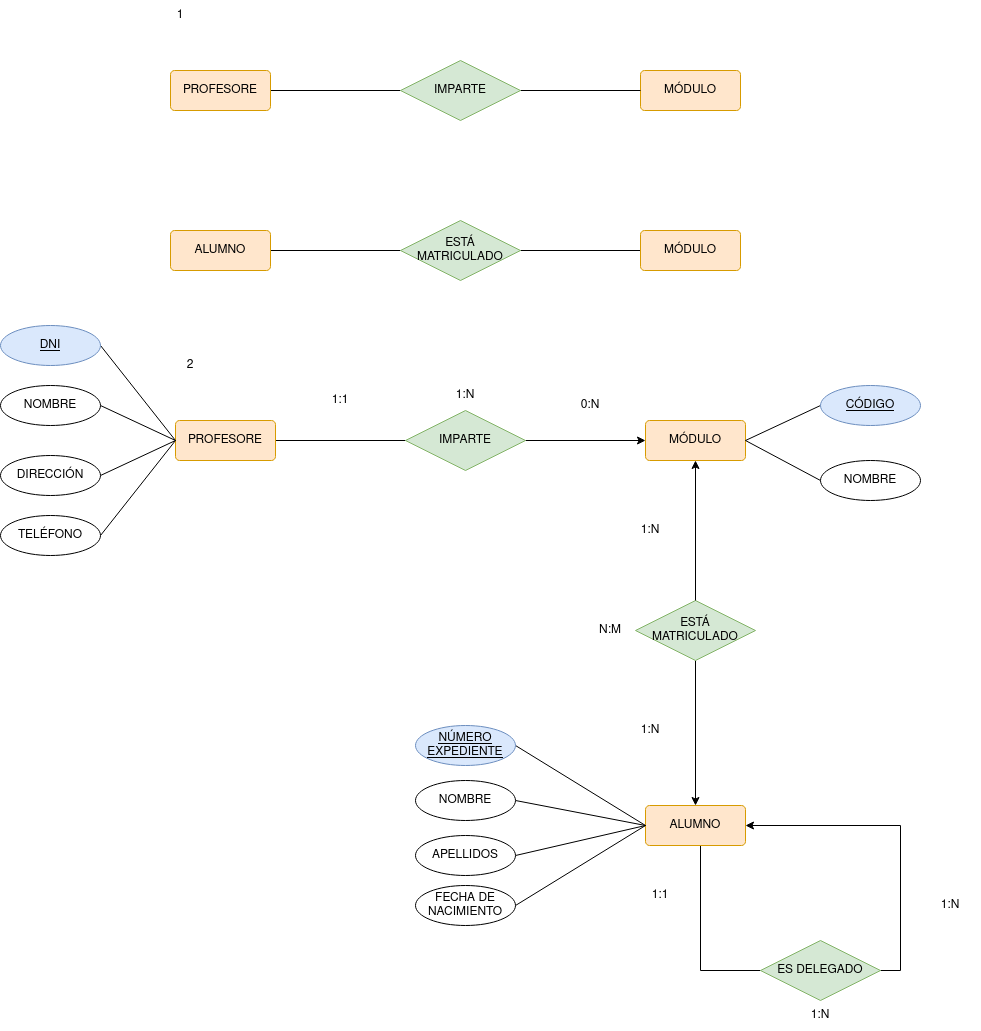 1
PROFESORE
IMPARTE
MÓDULO
ALUMNO
ESTÁ
MATRICULADO
MÓDULO
2
DNI
NOMBRE
DIRECCIÓN
TELÉFONO
PROFESORE
1:1
1:N
IMPARTE
0:N
MÓDULO
CÓDIGO
NOMBRE
1:N
N:M
ESTÁ
MATRICULADO
1:N
NÚMERO
EXPEDIENTE
NOMBRE
APELLIDOS
FECHA DE
NACIMIENTO
ALUMNO
1:1
1:N
ES DELEGADO
1:N